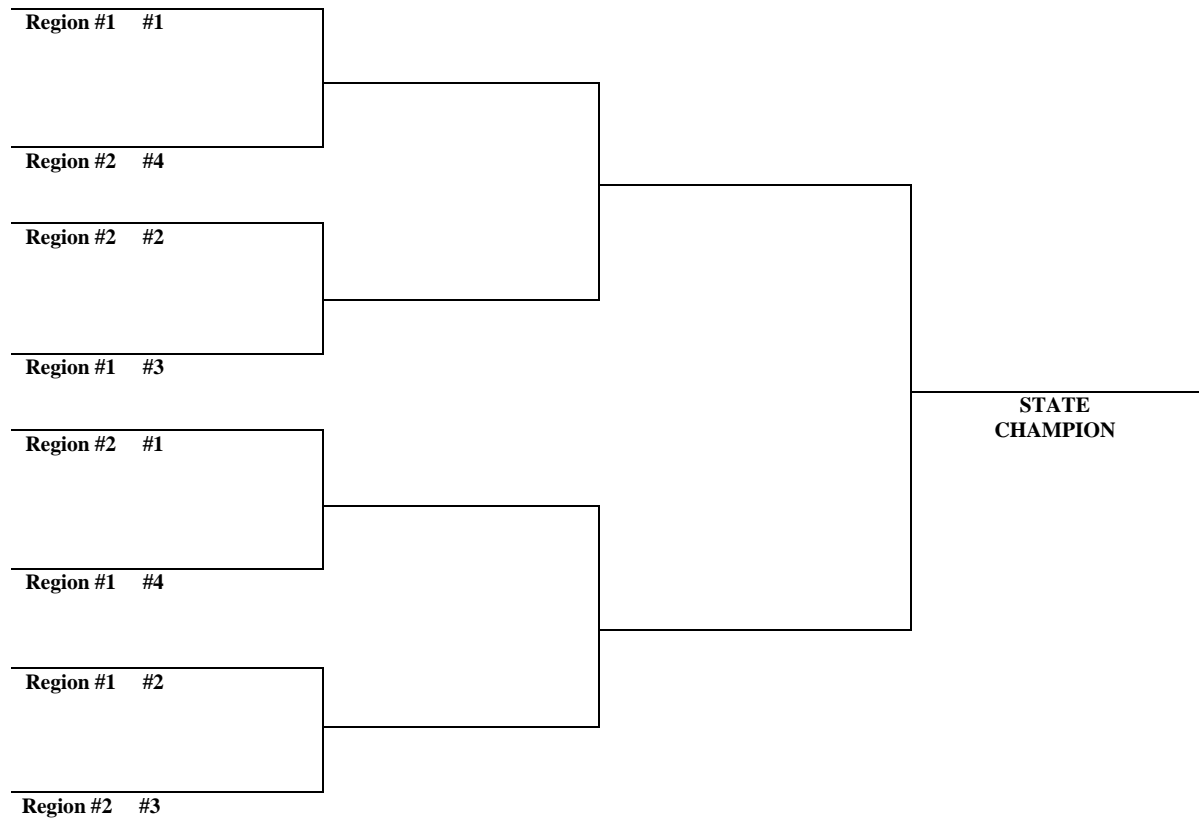 Region #1 #1
Region #2 #4
Region #2 #2
Region #1 #3
STATE
CHAMPION
Region #2 #1
Region #1 #4
Region #1 #2
Region #2 #3